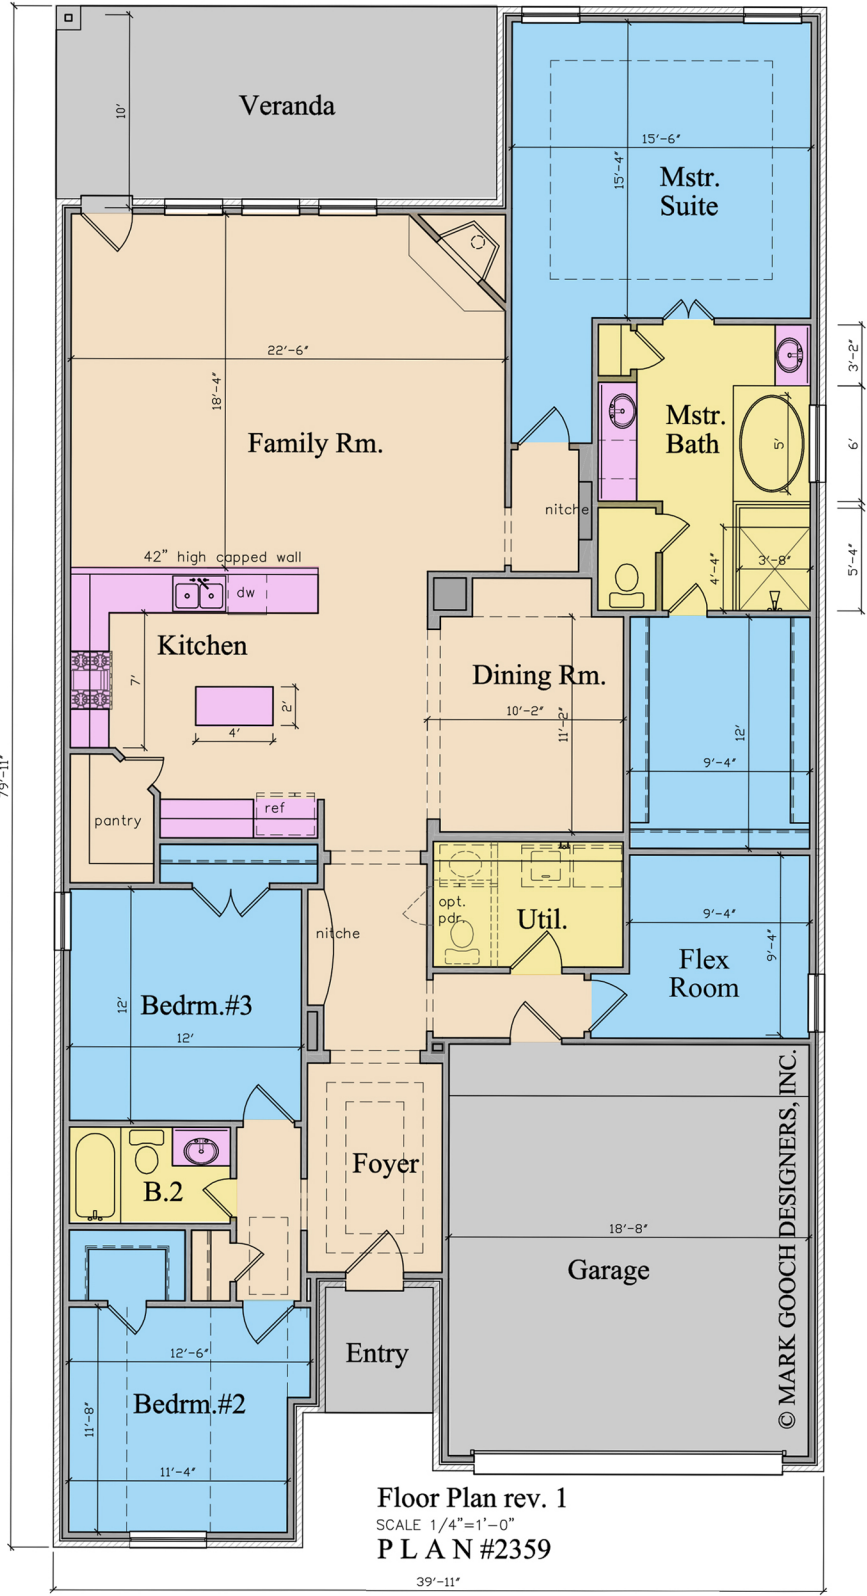 10′
Veranda
15′-6″
15′-4″
Mstr.
Suite
22′-6″
18′-4″
Family Rm.
3′-2″
Mstr.
Bath
5′
6′
nitche
42” high capped wall
4′-4″
3′-8″
5′-4″
dw
Kitchen
7′
2′
4′
Dining Rm.
10′-2″
11′-2″
12′
9′-4″
79′-11″
ref
pantry
opt.
pdr.
Util.
nitche
9′-4″
9′-4″
Flex
Room
Bedrm.#3
12′
12′
B.2
Foyer
18′-8″
Garage
© MARK GOOCH DESIGNERS, INC.
Entry
12′-6″
Bedrm.#2
11′-8″
11′-4″
Floor Plan rev. 1
SCALE 1/4”=1’-0”
P L A N #2359
39′-11″